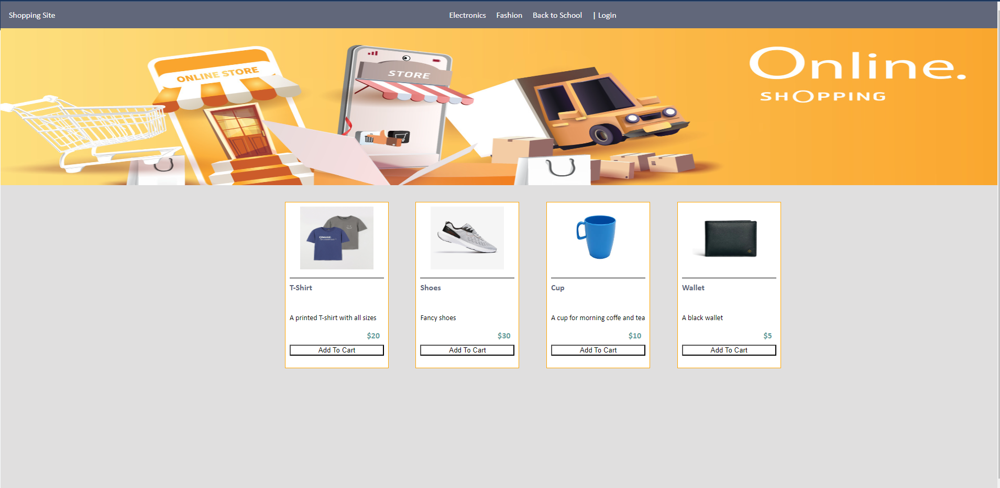 Shopping Site
Electronics Fashion Back to School | Login
ONLINE STORE
STORE
Online.
SHOPPING
T-Shirt
A printed T-shirt with all sizes
$20
Add To Cart
Shoes
Fancy shoes
$30
Add To Cart
Cup
A cup for morning coffe and tea
$10
Add To Cart
Wallet
A black wallet
$5
Add To Cart